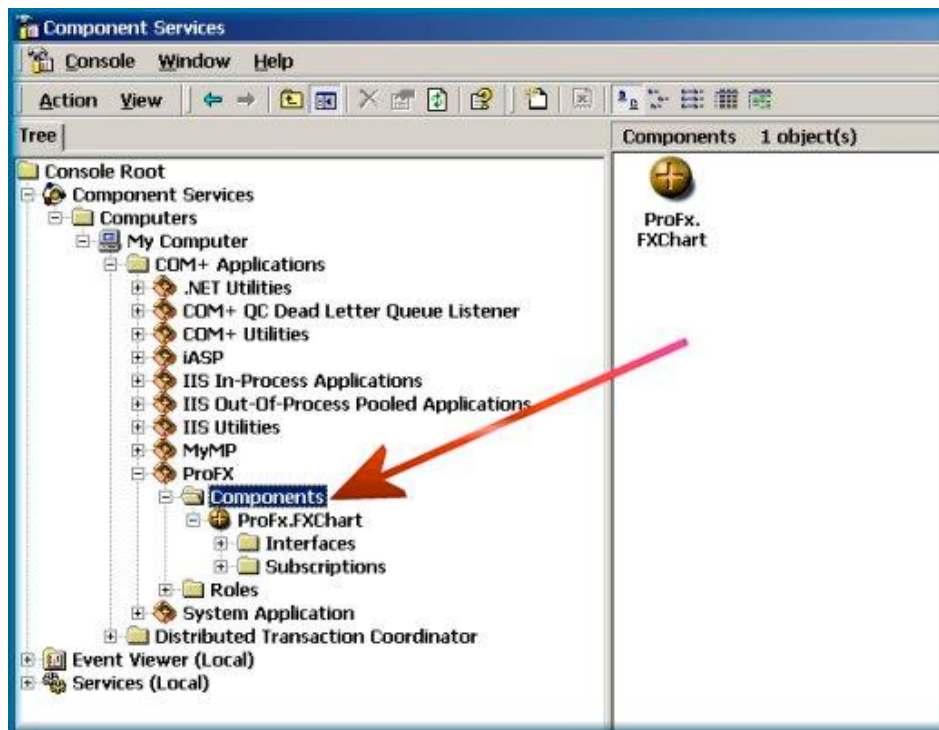 Component Services
Console Window Help
Action View
Tree
Components 1 object(s)
Console Root
Component Services
Computers
My Computer
COM+ Applications
.NET Utilities
COM+ QC Dead Letter Queue Listener
COM+ Utilities
iASP
IIS In-Process Applications
IIS Out-Of-Process Pooled Applications
IIS Utilities
MyMP
ProFX
Components
ProFx.FXChart
Interfaces
Subscriptions
Roles
System Application
Distributed Transaction Coordinator
Event Viewer (Local)
Services (Local)
ProFx.
FXChart